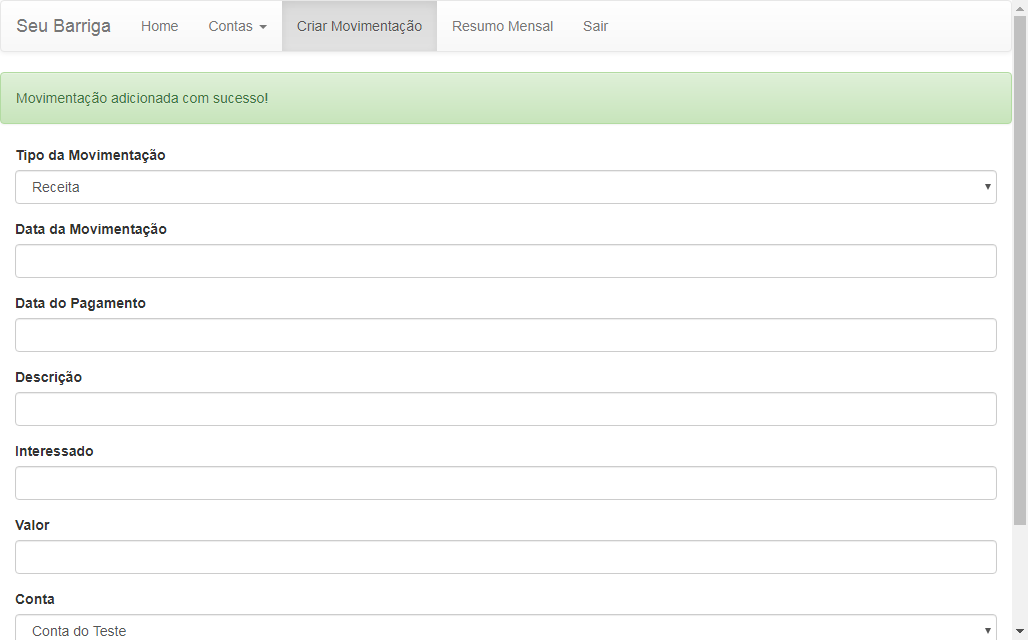 Seu Barriga Home Contas Criar Movimentação Resumo Mensal Sair
Movimentação adicionada com sucesso!
Tipo da Movimentação
Receita
Data da Movimentação
Data do Pagamento
Descrição
Interessado
Valor
Conta
Conta do Teste